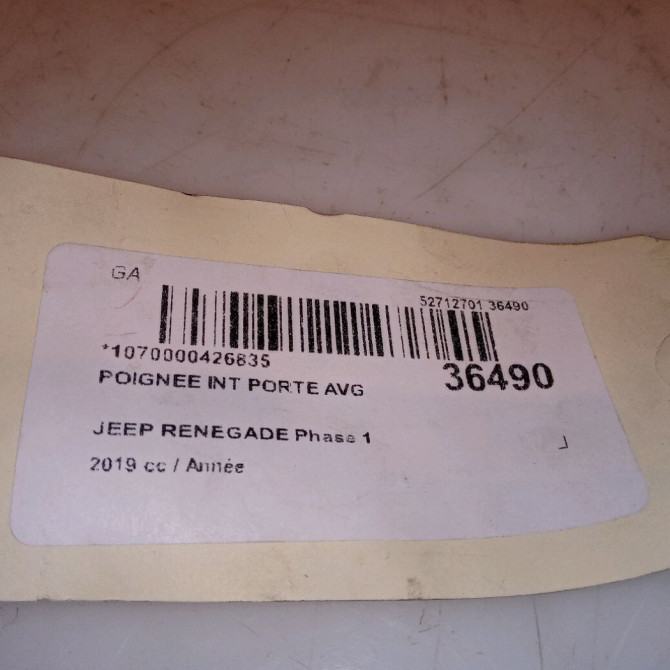 GA
52712701 36490
*1070000426835
36490
POIGNEE INT PORTE AVG
JEEP RENEGADE Phase 1
2019 cc / Année